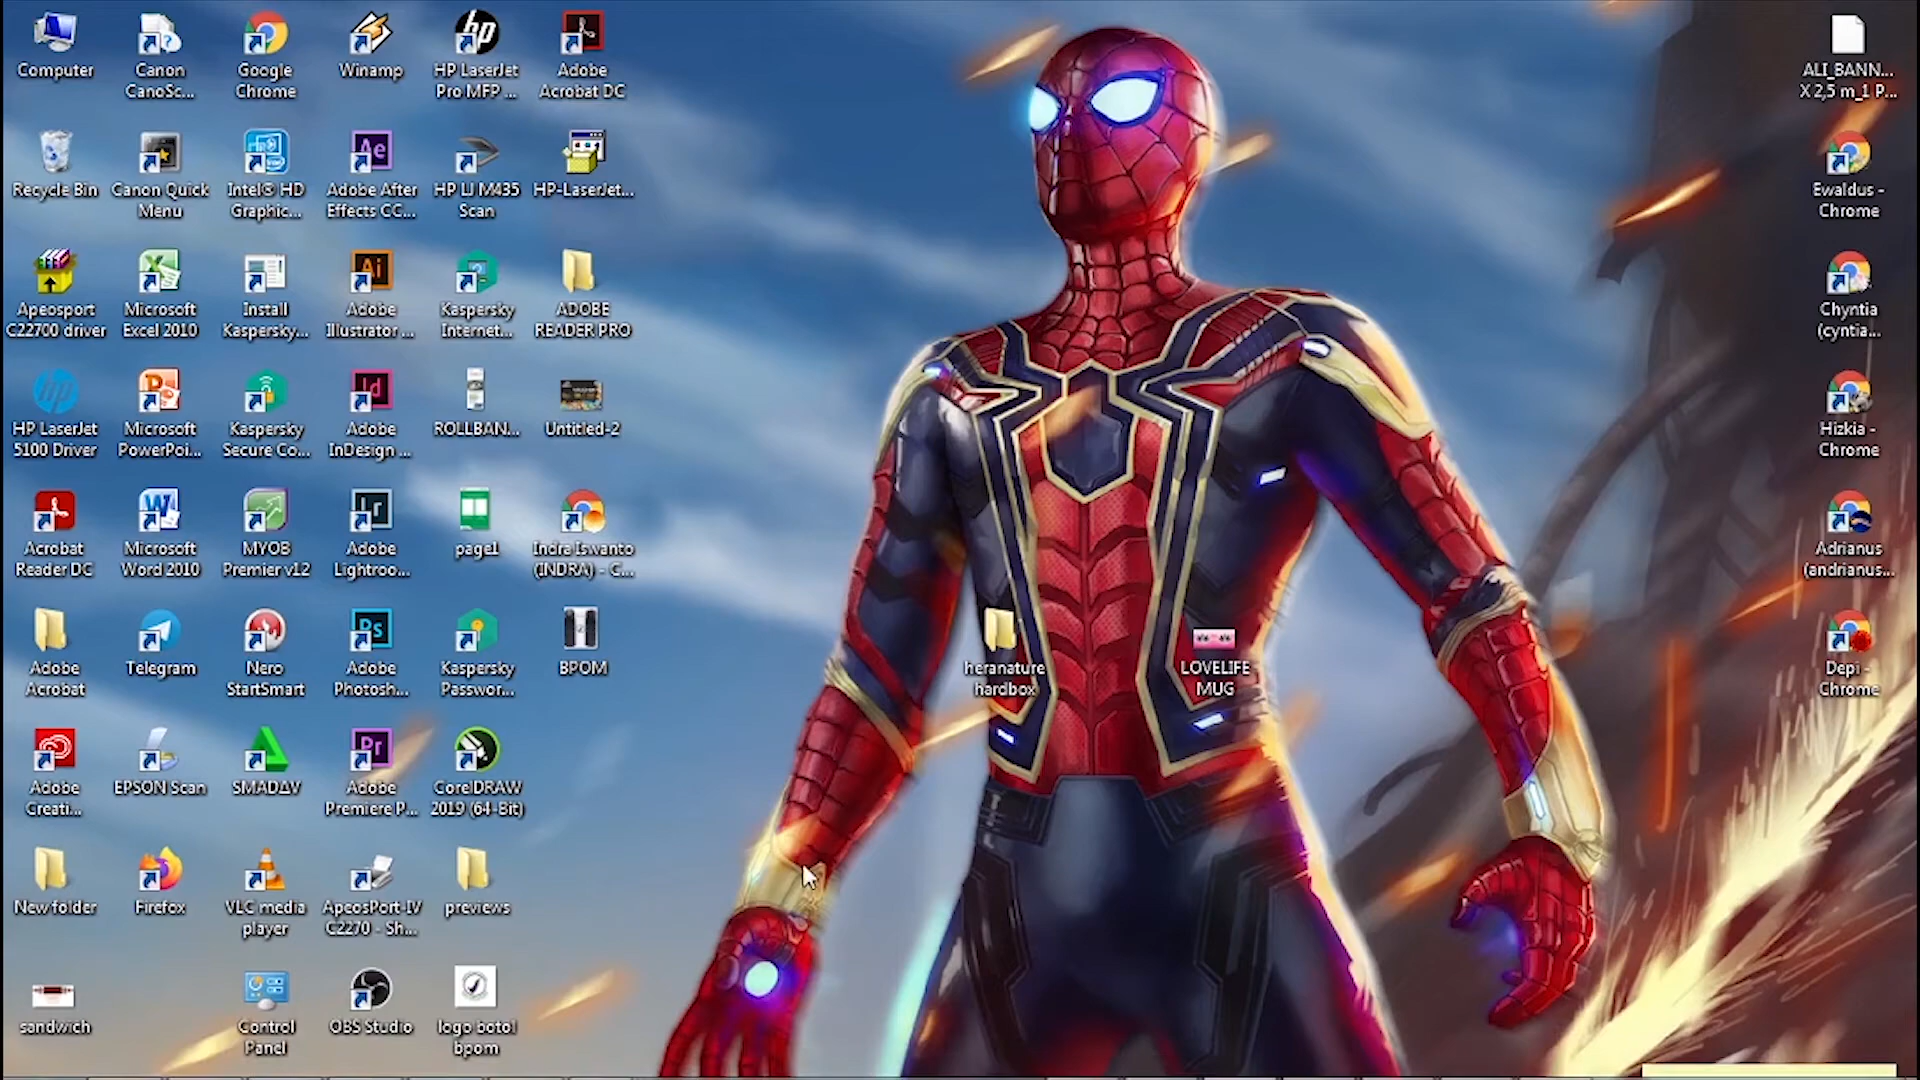 Computer
Canon
CanoSc...
Google
Chrome
Winamp
HP LaserJet
Pro MFP ...
Adobe
Acrobat DC
ALI_BANN...
X 2,5 m_1 P...
Recycle Bin
Canon Quick
Menu
Intel® HD
Graphic...
Adobe After
Effects CC...
HP LJ M435
Scan
HP-LaserJet...
Ewaldus -
Chrome
Apeosport
C22700 driver
Microsoft
Excel 2010
Install
Kaspersky...
Adobe
Illustrator ...
Kaspersky
Internet...
ADOBE
READER PRO
Chyntia
(cyntia...
HP LaserJet
5100 Driver
Microsoft
PowerPoi...
Kaspersky
Secure Co...
Adobe
InDesign ...
ROLLBAN...
Untitled-2
Hizkia -
Chrome
Acrobat
Reader DC
Microsoft
Word 2010
MYOB
Premier v12
Adobe
Lightroo...
page1
Indra Iswanto
(INDRA) - C...
Adrianus
(andrianus...
Adobe
Acrobat
Telegram
Nero
StartSmart
Adobe
Photosh...
Kaspersky
Passwor...
BPOM
heranature
hardbox
LOVELIFE
MUG
Depi -
Chrome
Adobe
Creati...
EPSON Scan
SMADΔV
Adobe
Premiere P...
CorelDRAW
2019 (64-Bit)
New folder
Firefox
VLC media
player
ApeosPort-IV
C2270 - Sh...
previews
sandwich
Control
Panel
OBS Studio
logo botol
bpom